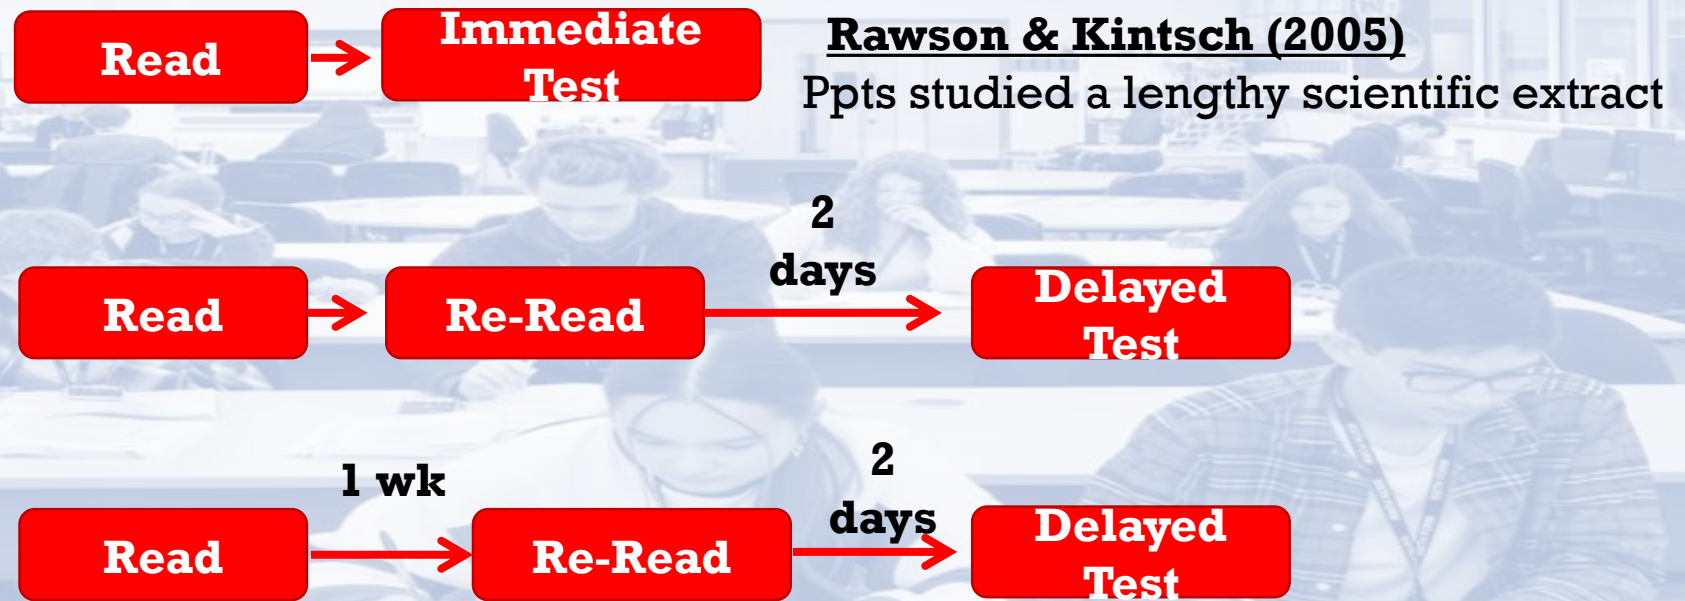 Read
Immediate
Test
Rawson & Kintsch (2005)
Ppts studied a lengthy scientific extract
Read
Re-Read
2
days
Delayed
Test
Read
1 wk
Re-Read
2
days
Delayed
Test